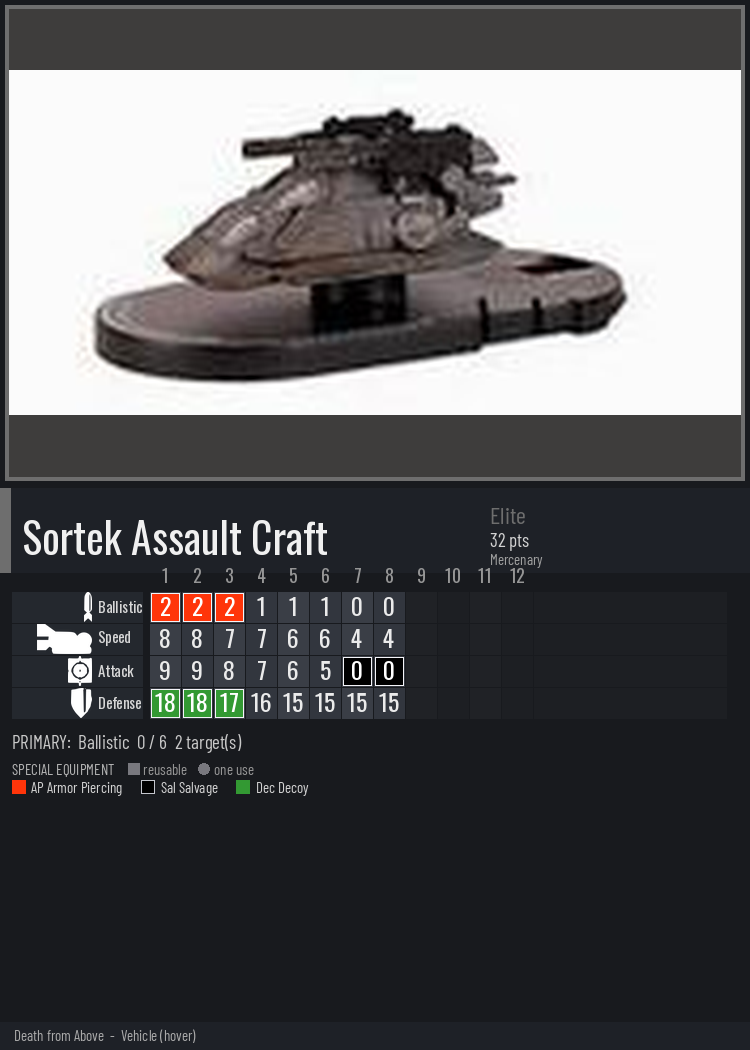 Sortek Assault Craft
Elite
32 pts
Mercenary
1 2 3 4 5 6 7 8 9 10 11 12
Ballistic 2 2 2 1 1 1 0 0
Speed 8 8 7 7 6 6 4 4
Attack 9 9 8 7 6 5 0 0
Defense 18 18 17 16 15 15 15 15
PRIMARY: Ballistic 0 / 6 2 target(s)
SPECIAL EQUIPMENT reusable one use
AP Armor Piercing Sal Salvage Dec Decoy
Death from Above - Vehicle (hover)